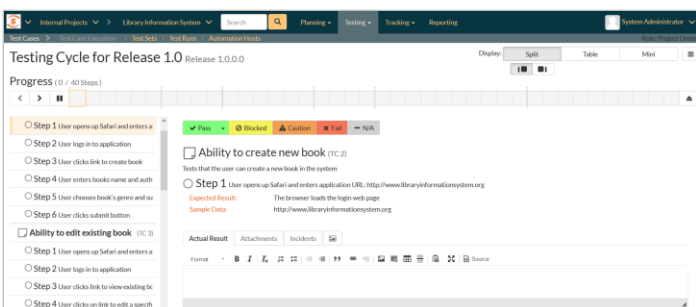 Internal Projects > Library Information System Search Planning Testing Tracking Reporting System Administrator
Test Cases > Test Case Execution / Test Sets / Test Runs / Automation Hosts Role: Project Owner
Testing Cycle for Release 1.0 Release 1.0.0.0
Display: Split Table Mini
Progress (0 / 40 Steps)
Step 1 User opens up Safari and enters a
Step 2 User logs in to application
Step 3 User clicks link to create book
Step 4 User enters books name and auth
Step 5 User chooses book's genre and su
Step 6 User clicks submit button
Ability to edit existing book (TC 3)
Step 1 User opens up Safari and enters a
Step 2 User logs in to application
Step 3 User clicks link to view existing bo
Step 4 User clicks on link to edit a specifi
Pass Blocked Caution Fail N/A
Ability to create new book (TC 2)
Tests that the user can create a new book in the system
Step 1 User opens up Safari and enters application URL: http://www.libraryinformationsystem.org
Expected Result: The browser loads the login web page
Sample Data: http://www.libraryinformationsystem.org
Actual Result Attachments Incidents
Format B I Source